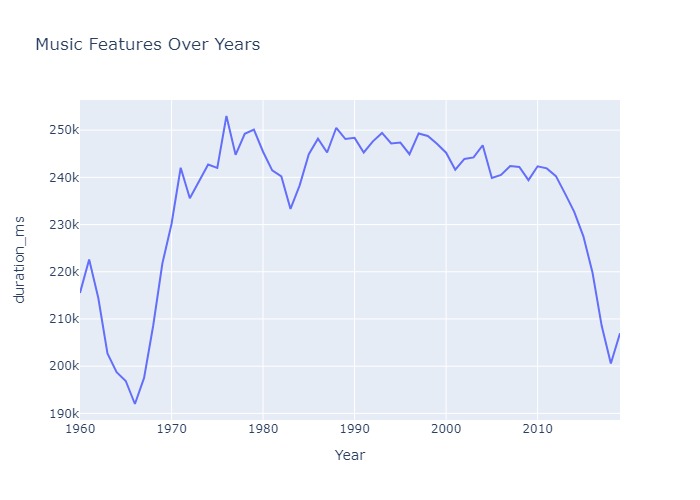 Music Features Over Years
duration_ms
250k
240k
230k
220k
210k
200k
190k
1960 1970 1980 1990 2000 2010
Year